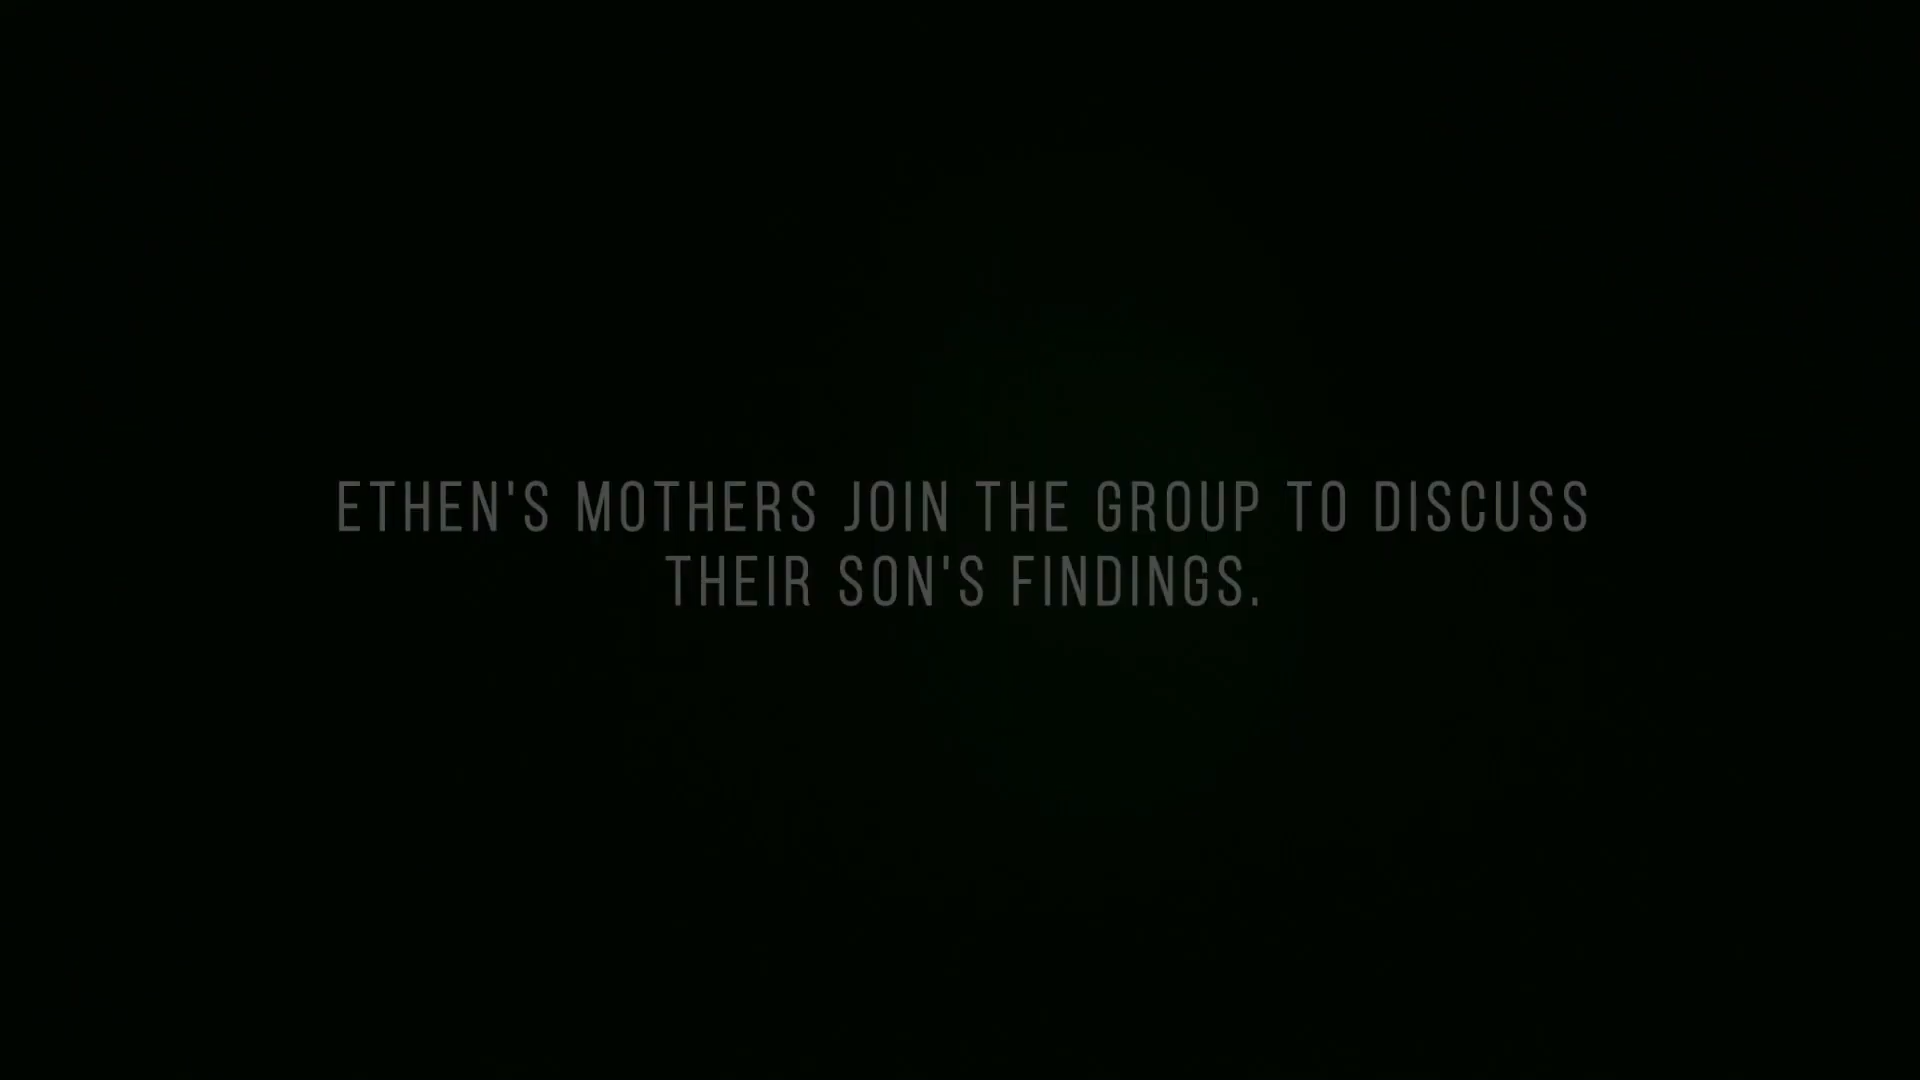 ETHEN'S MOTHERS JOIN THE GROUP TO DISCUSS
THEIR SON'S FINDINGS.